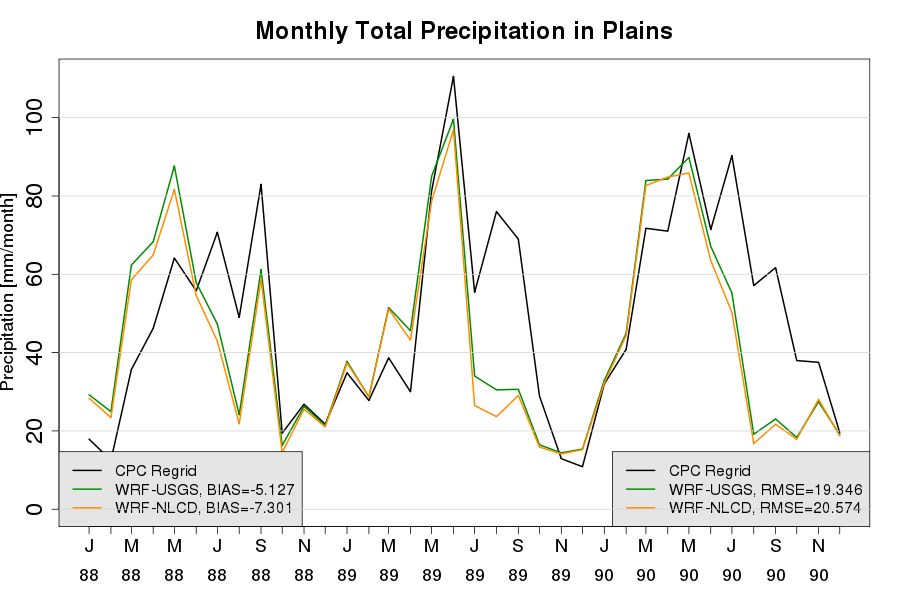 Monthly Total Precipitation in Plains
Precipitation [mm/month]
100
80
60
40
20
0
CPC Regrid
WRF-USGS, BIAS=-5.127
WRF-NLCD, BIAS=-7.301
CPC Regrid
WRF-USGS, RMSE=19.346
WRF-NLCD, RMSE=20.574
J M M J S N J M M J S N J M M J S N
88 88 88 88 88 88 89 89 89 89 89 89 90 90 90 90 90 90